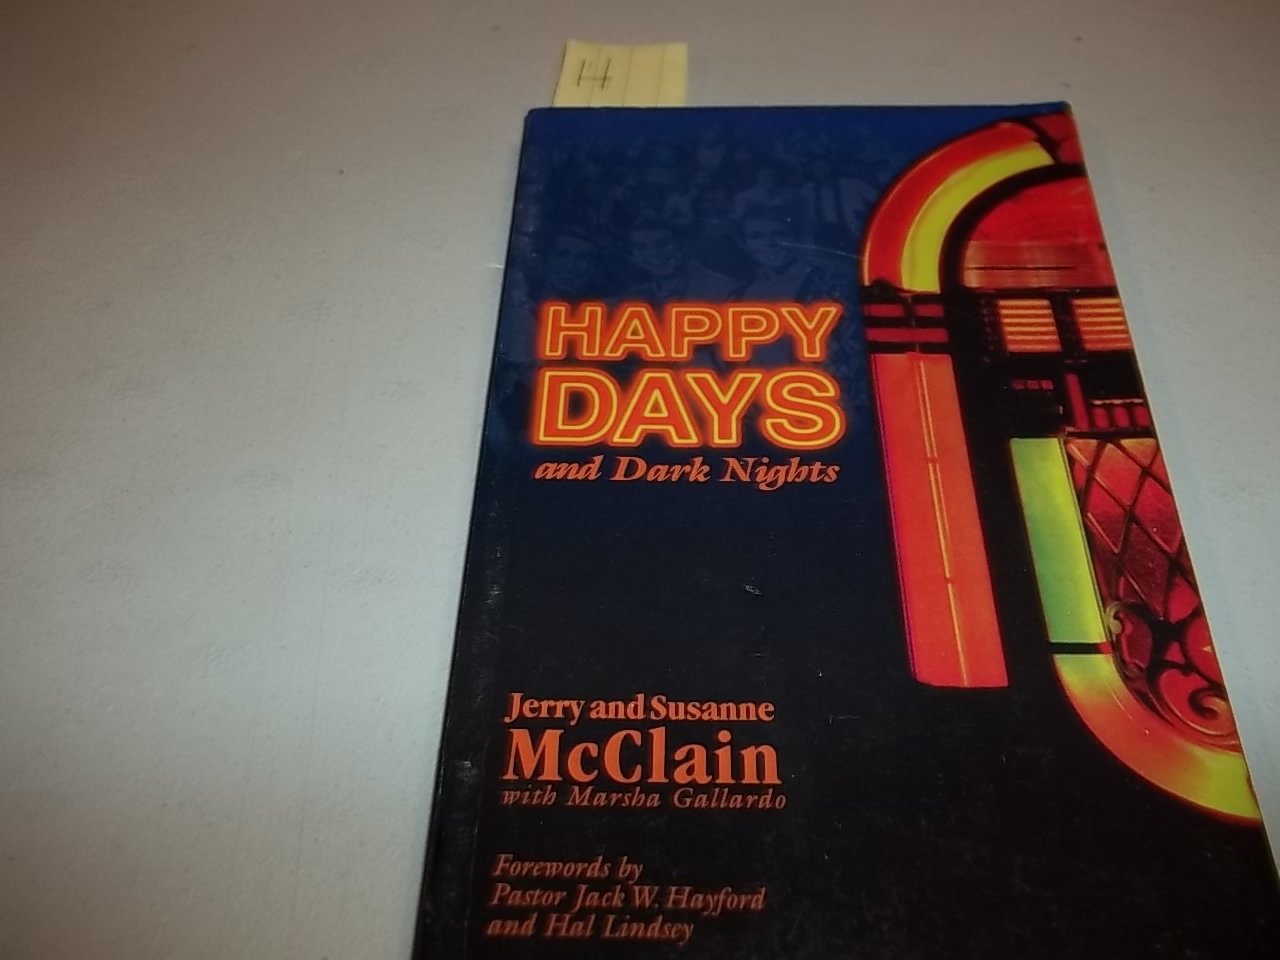 H
HAPPY
DAYS
and Dark Nights
Jerry and Susanne
McClain
with Marsha Gallardo
Forewords by
Pastor Jack W. Hayford
and Hal Lindsey